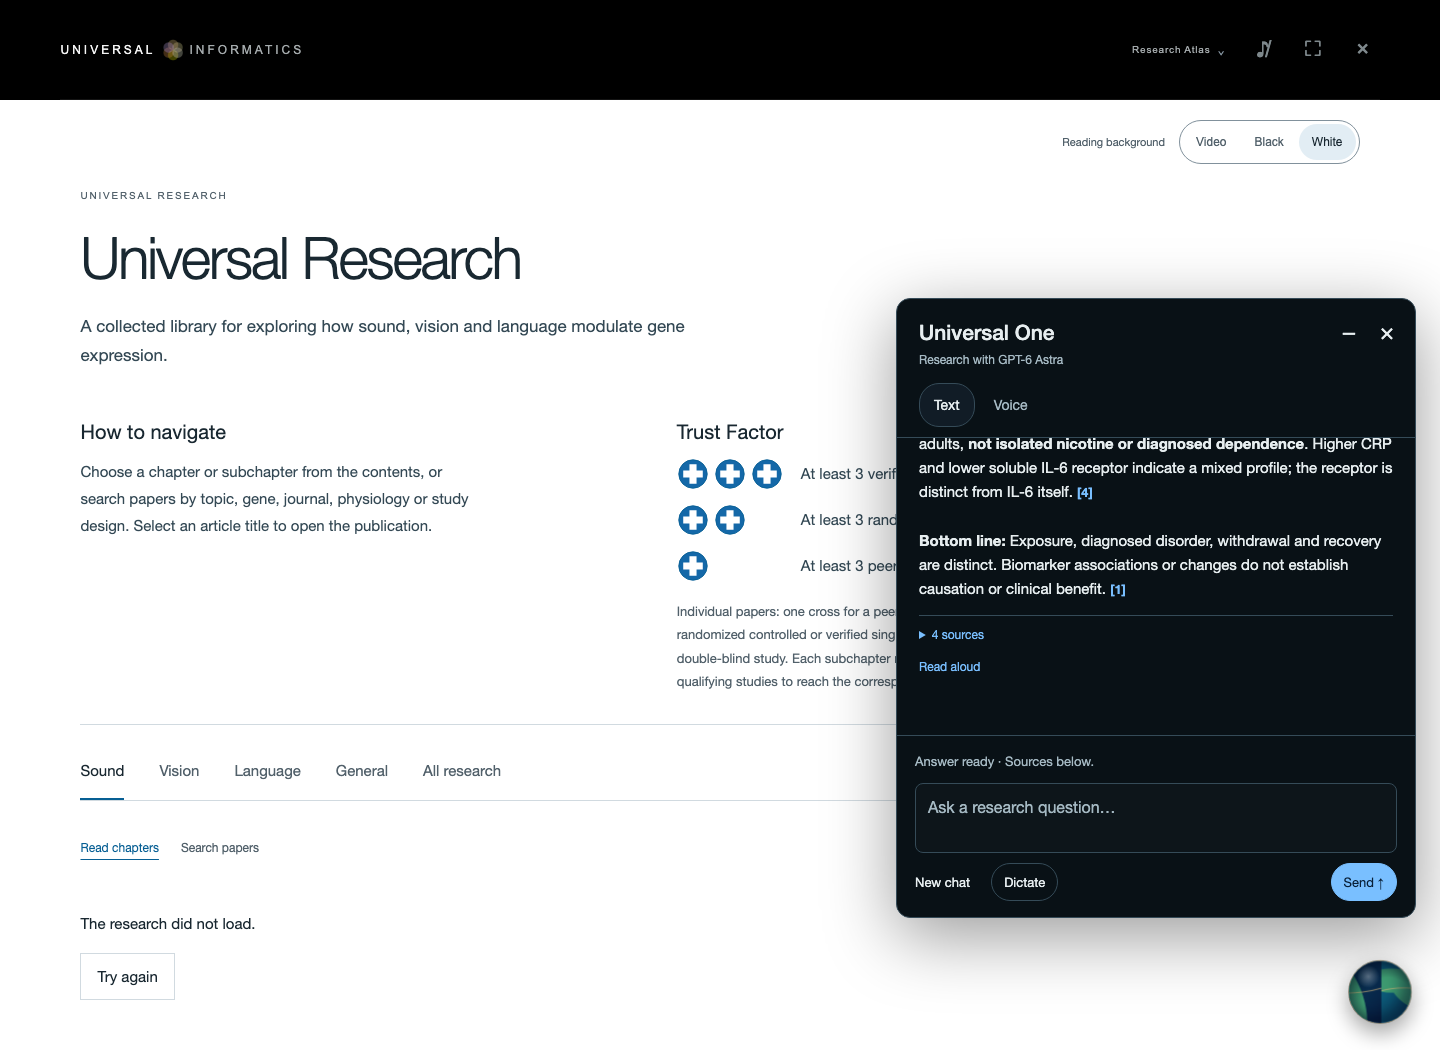 UNIVERSAL INFORMATICS
Research Atlas
Reading background
Video
Black
White
UNIVERSAL RESEARCH
Universal Research
A collected library for exploring how sound, vision and language modulate gene
expression.
How to navigate
Choose a chapter or subchapter from the contents, or
search papers by topic, gene, journal, physiology or study
design. Select an article title to open the publication.
Trust Factor
At least 3
At least 3
At least 3
Individual papers: one cross for a
randomized controlled or verified
double-blind study. Each subchapter
qualifying studies to reach the
Sound
Vision
Language
General
All research
Read chapters
Search papers
The research did not load.
Try again
Universal One
Research with GPT-6 Astra
Text
Voice
adults, not isolated nicotine or diagnosed dependence. Higher CRP
and lower soluble IL-6 receptor indicate a mixed profile; the receptor is
distinct from IL-6 itself. [4]
Bottom line: Exposure, diagnosed disorder, withdrawal and recovery
are distinct. Biomarker associations or changes do not establish
causation or clinical benefit. [1]
4 sources
Read aloud
Answer ready · Sources below.
Ask a research question…
New chat
Dictate
Send ↑